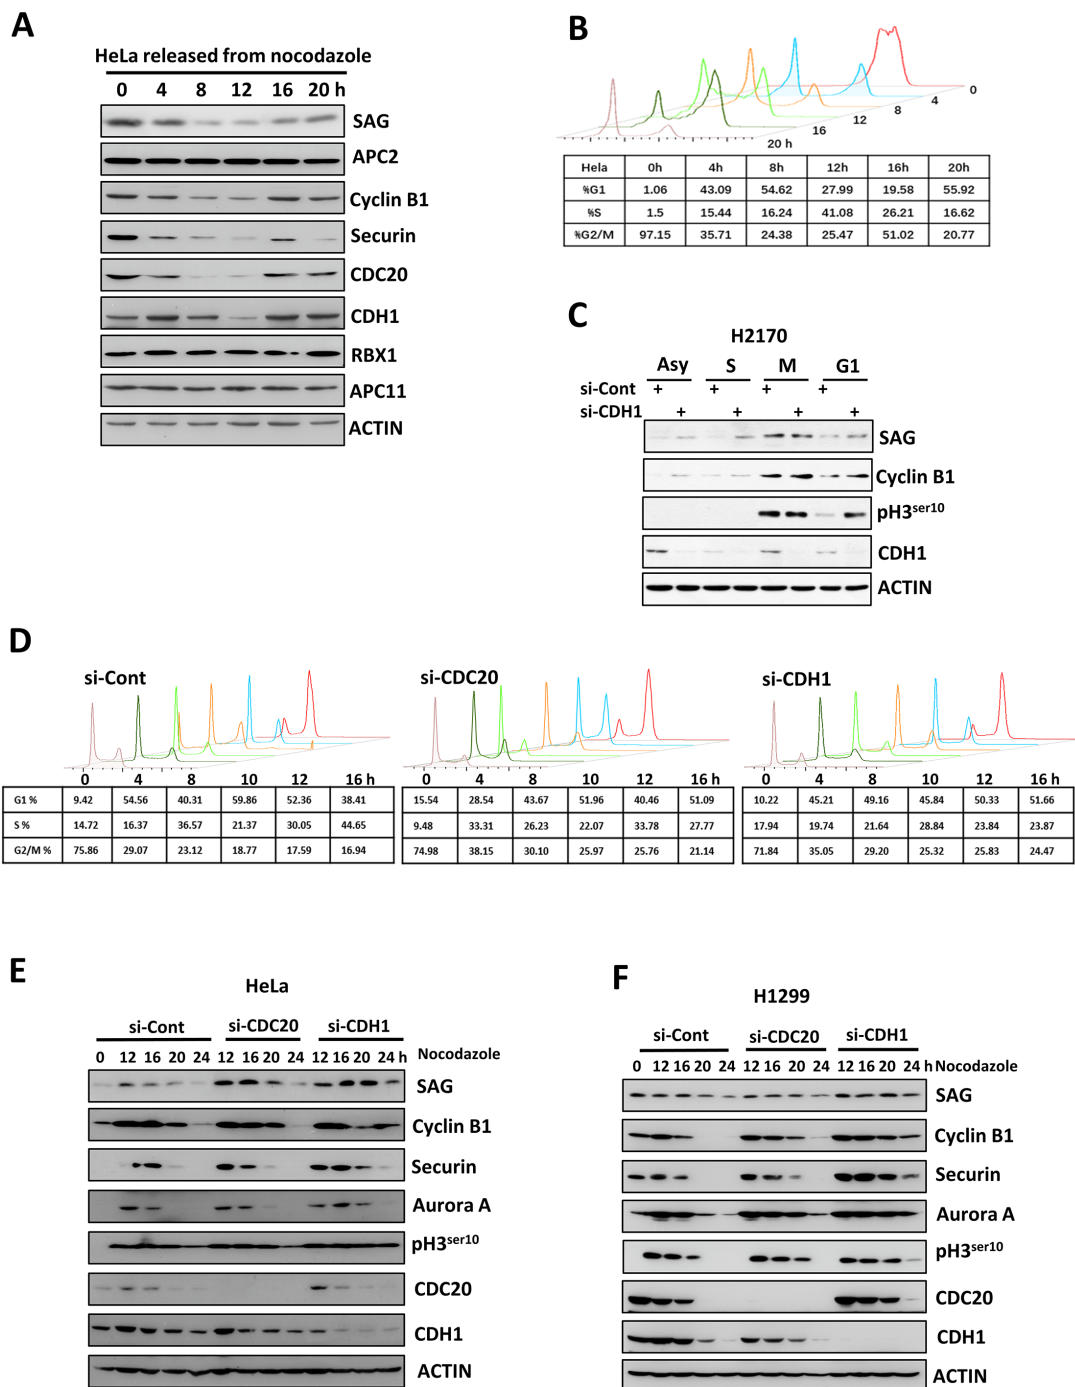 A
HeLa released from nocodazole
0 4 8 12 16 20 h
SAG
APC2
Cyclin B1
Securin
CDC20
CDH1
RBX1
APC11
ACTIN
B
0
4
8
12
16
20 h
Hela 0h 4h 8h 12h 16h 20h
%G1 1.06 43.09 54.62 27.99 19.58 55.92
%S 1.5 15.44 16.24 41.08 26.21 16.62
%G2/M 97.15 35.71 24.38 25.47 51.02 20.77
C
H2170
Asy S M G1
si-Cont + + + +
si-CDH1 + + + +
SAG
Cyclin B1
pH3ser10
CDH1
ACTIN
D
si-Cont
0 4 8 10 12 16 h
G1 % 9.42 54.56 40.31 59.86 52.36 38.41
S % 14.72 16.37 36.57 21.37 30.05 44.65
G2/M % 75.86 29.07 23.12 18.77 17.59 16.94
si-CDC20
0 4 8 10 12 16 h
15.54 28.54 43.67 51.96 40.46 51.09
9.48 33.31 26.23 22.07 33.78 27.77
74.98 38.15 30.10 25.97 25.76 21.14
si-CDH1
0 4 8 10 12 16 h
10.22 45.21 49.16 45.84 50.33 51.66
17.94 19.74 21.64 28.84 23.84 23.87
71.84 35.05 29.20 25.32 25.83 24.47
E
HeLa
si-Cont si-CDC20 si-CDH1
0 12 16 20 24 12 16 20 24 12 16 20 24 h Nocodazole
SAG
Cyclin B1
Securin
Aurora A
pH3ser10
CDC20
CDH1
ACTIN
F
H1299
si-Cont si-CDC20 si-CDH1
0 12 16 20 24 12 16 20 24 12 16 20 24 h Nocodazole
SAG
Cyclin B1
Securin
Aurora A
pH3ser10
CDC20
CDH1
ACTIN